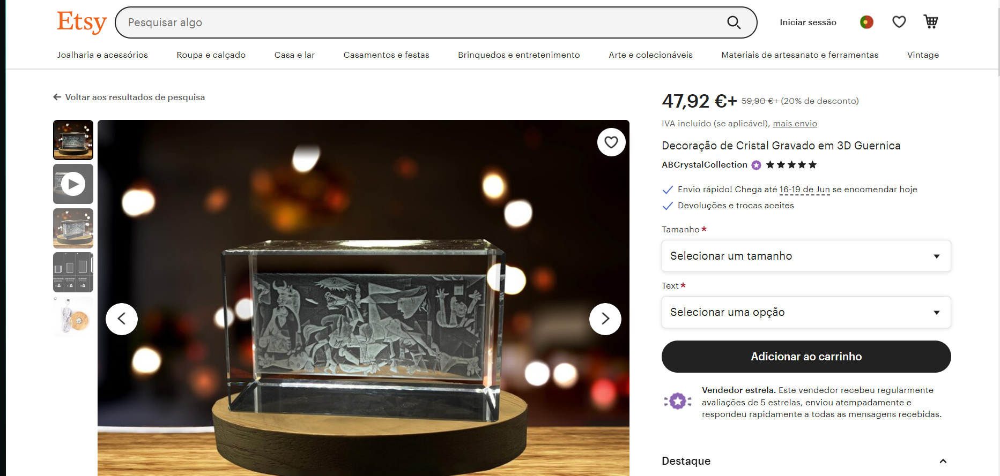 Etsy
Pesquisar algo
Iniciar sessão
Joalharia e acessórios
Roupa e calçado
Casa e lar
Casamentos e festas
Brinquedos e entretenimento
Arte e colecionáveis
Materiais de artesanato e ferramentas
Vintage
Voltar aos resultados de pesquisa
47,92 €+ 59,90 €+ (20% de desconto)
IVA incluído (se aplicável), mais envio
Decoração de Cristal Gravado em 3D Guernica
ABCrystalCollection
Envio rápido! Chega até 16-19 de Jun se encomendar hoje
Devoluções e trocas aceites
Tamanho *
Selecionar um tamanho
Text *
Selecionar uma opção
Adicionar ao carrinho
Vendedor estrela. Este vendedor recebeu regularmente
avaliações de 5 estrelas, enviou atempadamente e
respondeu rapidamente a todas as mensagens recebidas.
Destaque